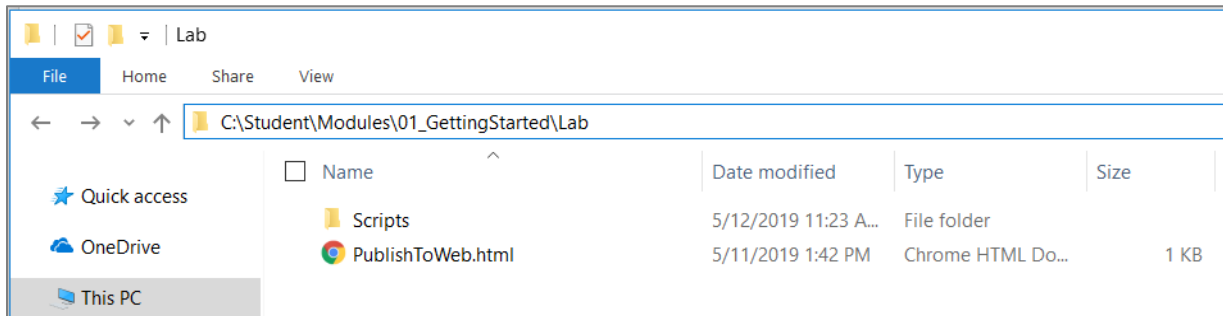 Lab
File Home Share View
C:\Student\Modules\01_GettingStarted\Lab
Name Date modified Type Size
Quick access
Scripts 5/12/2019 11:23 A... File folder
OneDrive
PublishToWeb.html 5/11/2019 1:42 PM Chrome HTML Do... 1 KB
This PC